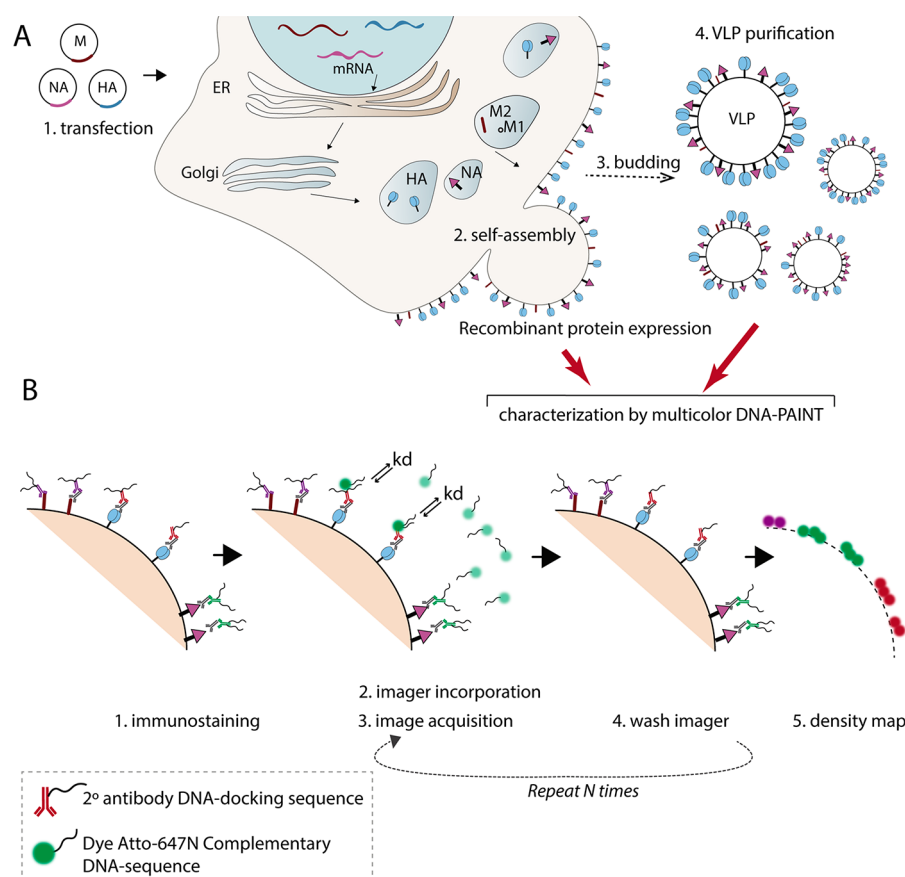 A
M
NA
HA
1. transfection
mRNA
ER
Golgi
HA
NA
M2
M1
2. self-assembly
3. budding
4. VLP purification
VLP
Recombinant protein expression
B
characterization by multicolor DNA-PAINT
kd
kd
1. immunostaining
2. imager incorporation
3. image acquisition
4. wash imager
5. density map
Repeat N times
2º antibody DNA-docking sequence
Dye Atto-647N Complementary
DNA-sequence